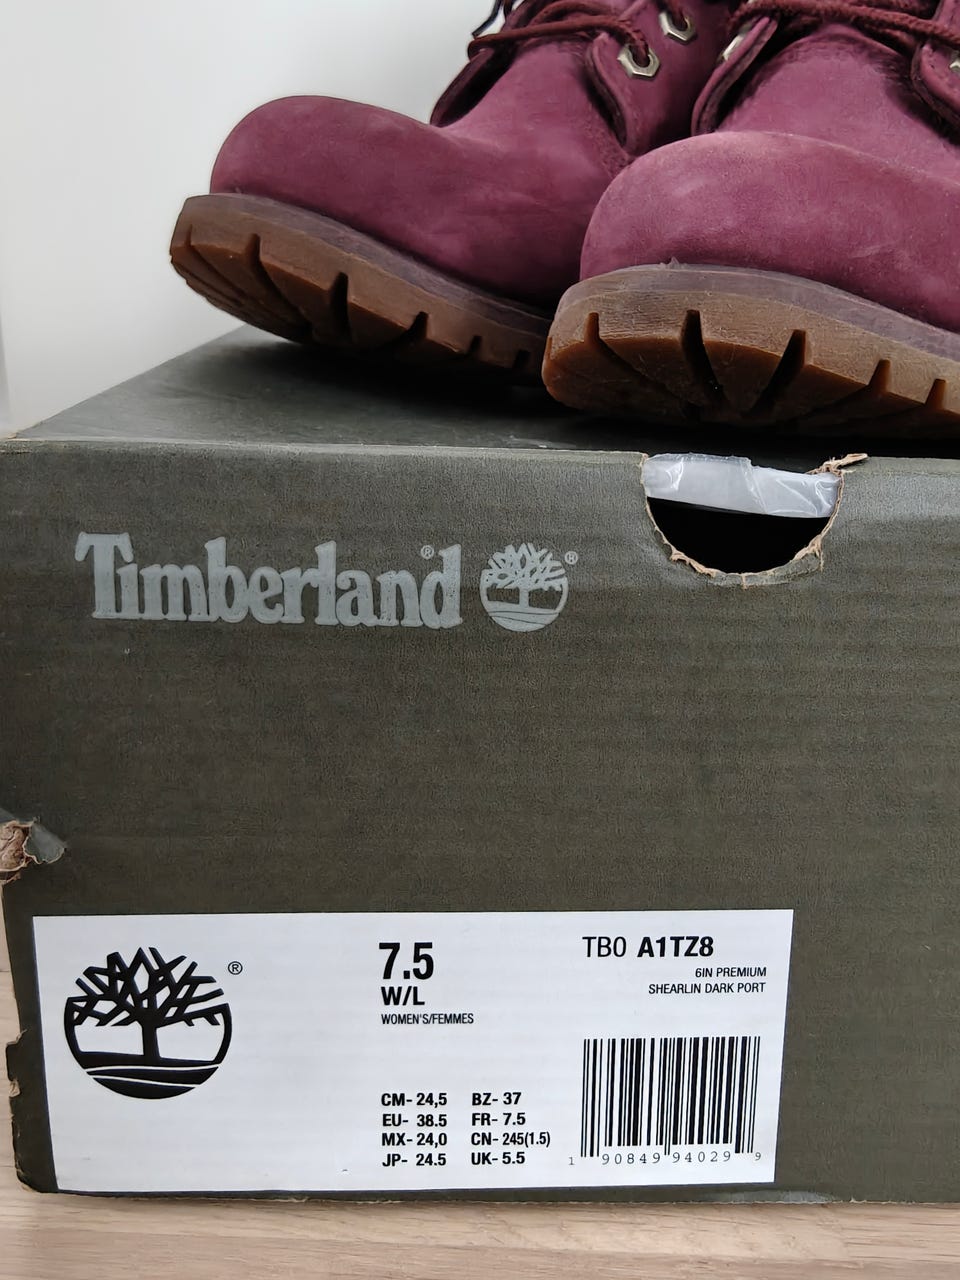 Timberland® ®
®
7.5
W/L
WOMEN'S/FEMMES
TB0 A1TZ8
6IN PREMIUM
SHEARLIN DARK PORT
CM- 24,5 BZ- 37
EU- 38.5 FR- 7.5
MX- 24,0 CN- 245(1.5)
JP- 24.5 UK- 5.5
1 90849 94029 9